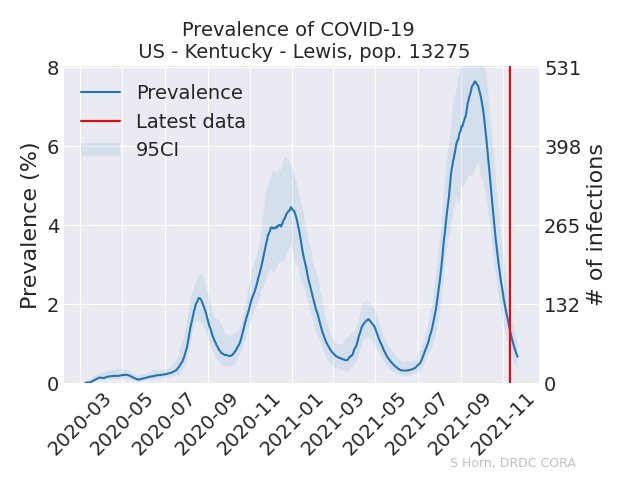 Prevalence of COVID-19
US - Kentucky - Lewis, pop. 13275
Prevalence
Latest data
95CI
Prevalence (%)
8
6
4
2
0
# of infections
531
398
265
132
0
2020-03
2020-05
2020-07
2020-09
2020-11
2021-01
2021-03
2021-05
2021-07
2021-09
2021-11
S Horn, DRDC CORA